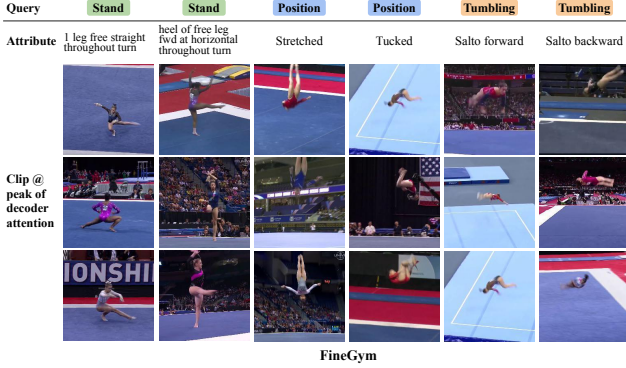 Query Stand Stand Position Position Tumbling Tumbling
Attribute 1 leg free straight throughout turn heel of free leg fwd at horizontal throughout turn Stretched Tucked Salto forward Salto backward
Clip @
peak of
decoder
attention
IONSHIP
FineGym